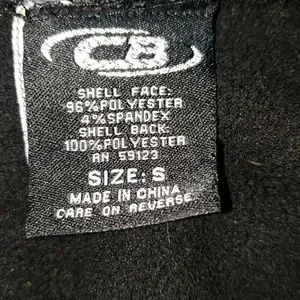 CB
SHELL FACE:
96%POLYESTER
4%SPANDEX
SHELL BACK:
100%POLYESTER
RN 59123
SIZE: S
MADE IN CHINA
CARE ON REVERSE